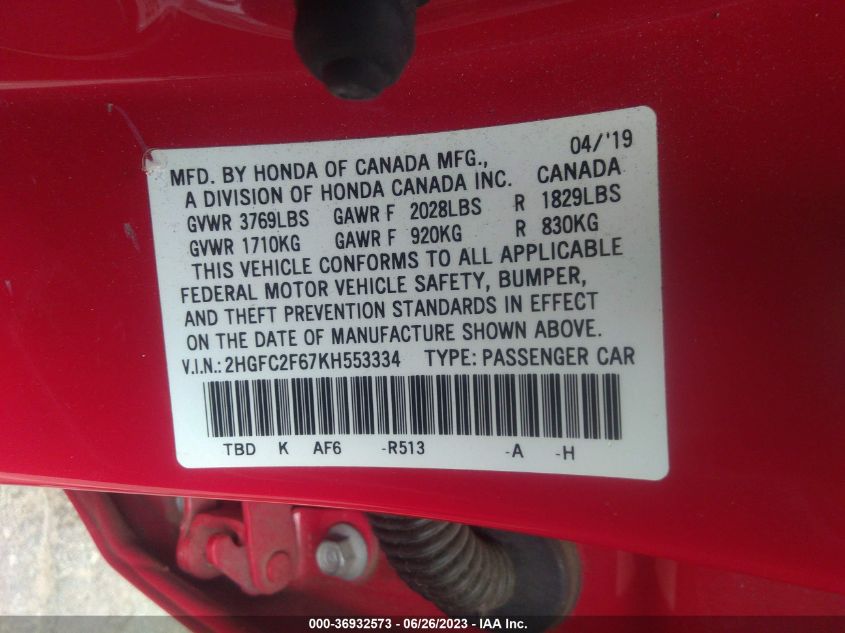 04/'19
MFD. BY HONDA OF CANADA MFG.,
A DIVISION OF HONDA CANADA INC. CANADA
GVWR 3769LBS GAWR F 2028LBS R 1829LBS
GVWR 1710KG GAWR F 920KG R 830KG
THIS VEHICLE CONFORMS TO ALL APPLICABLE
FEDERAL MOTOR VEHICLE SAFETY, BUMPER,
AND THEFT PREVENTION STANDARDS IN EFFECT
ON THE DATE OF MANUFACTURE SHOWN ABOVE.
V.I.N.: 2HGFC2F67KH553334 TYPE: PASSENGER CAR
TBD K AF6 -R513 -A -H
000-36932573 - 06/26/2023 - IAA Inc.